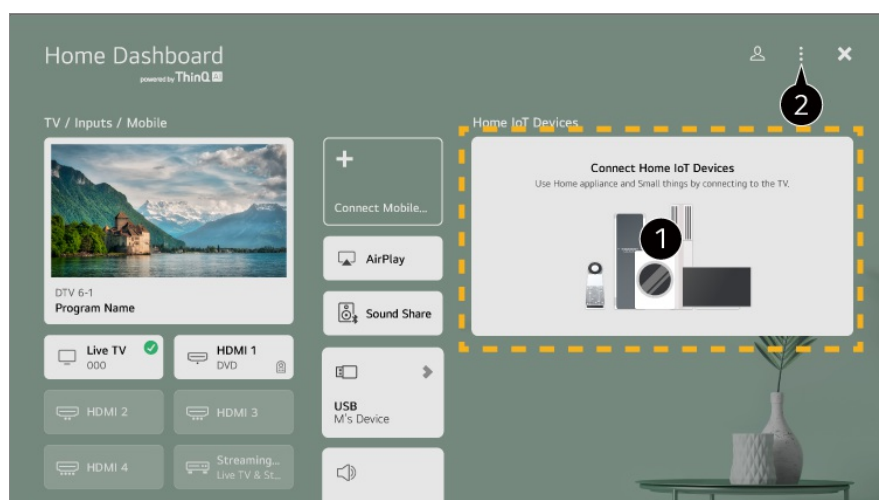 Home Dashboard
powered by ThinQ AI
2
TV / Inputs / Mobile
Home IoT Devices
DTV 6-1
Program Name
Live TV
000
HDMI 1
DVD
HDMI 2
HDMI 3
HDMI 4
Streaming...
Live TV & St...
Connect Mobile...
AirPlay
Sound Share
USB
M's Device
Connect Home IoT Devices
Use Home appliance and Small things by connecting to the TV.
1